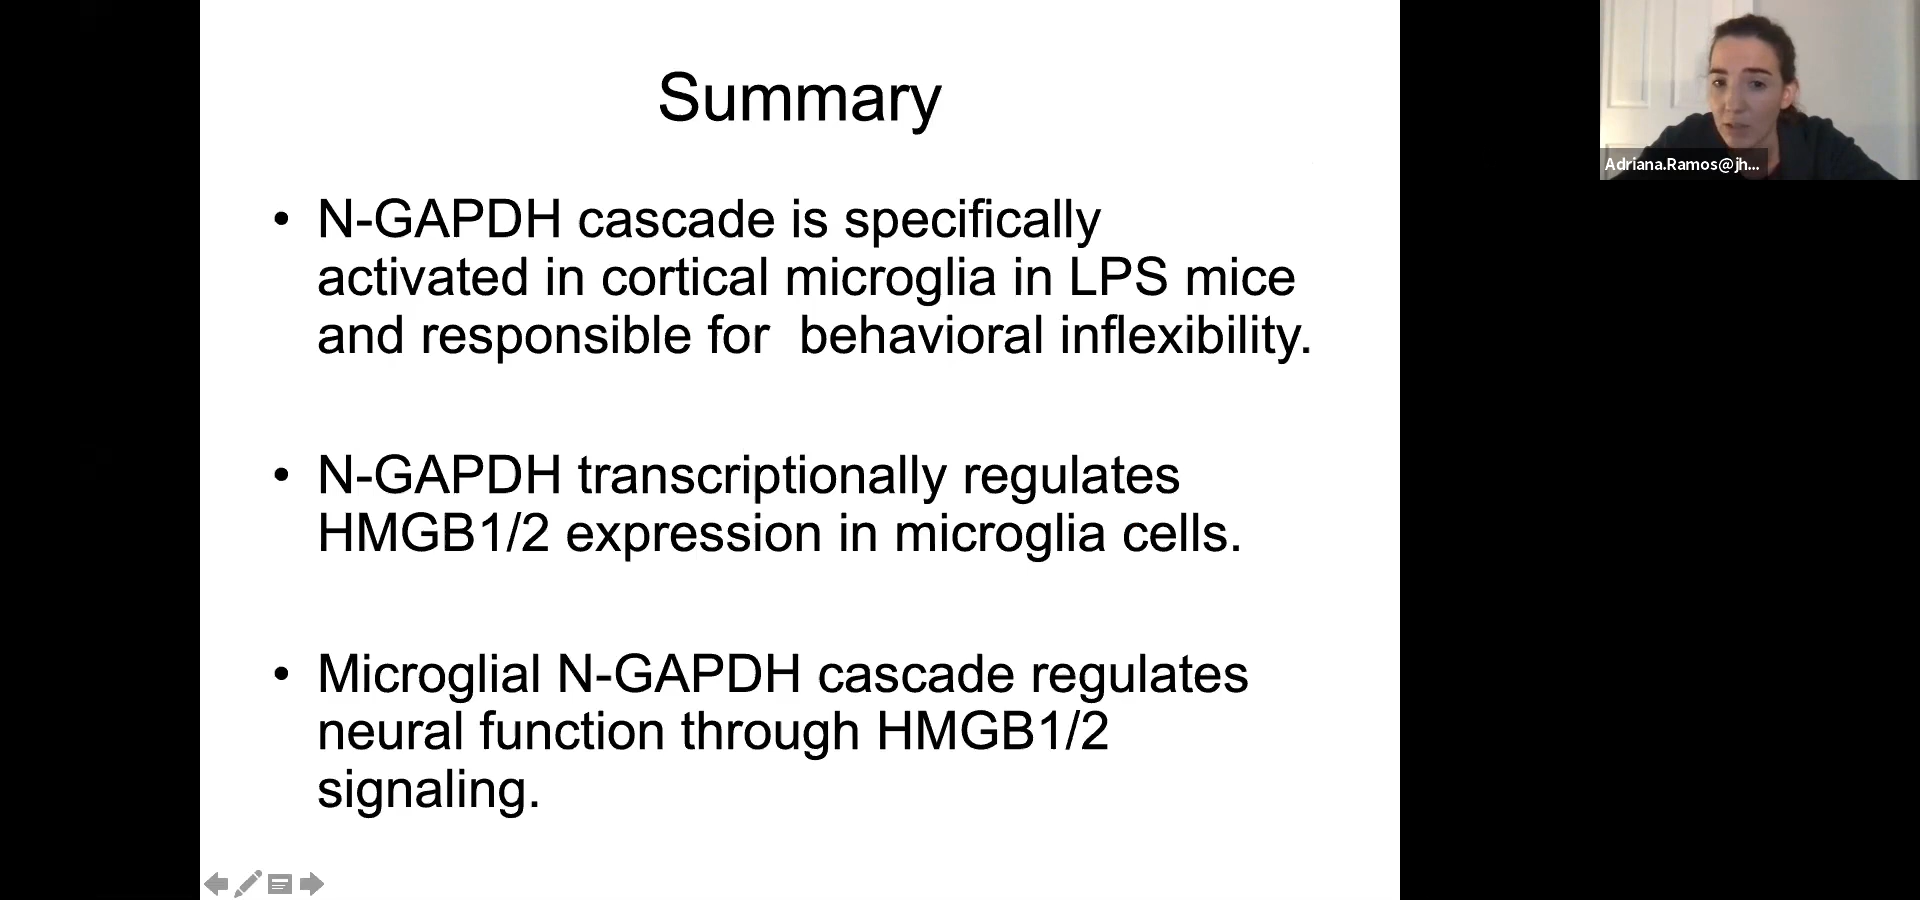 Summary
• N-GAPDH cascade is specifically
activated in cortical microglia in LPS mice
and responsible for  behavioral inflexibility.
• N-GAPDH transcriptionally regulates
HMGB1/2 expression in microglia cells.
• Microglial N-GAPDH cascade regulates
neural function through HMGB1/2
signaling.
Adriana.Ramos@jh...